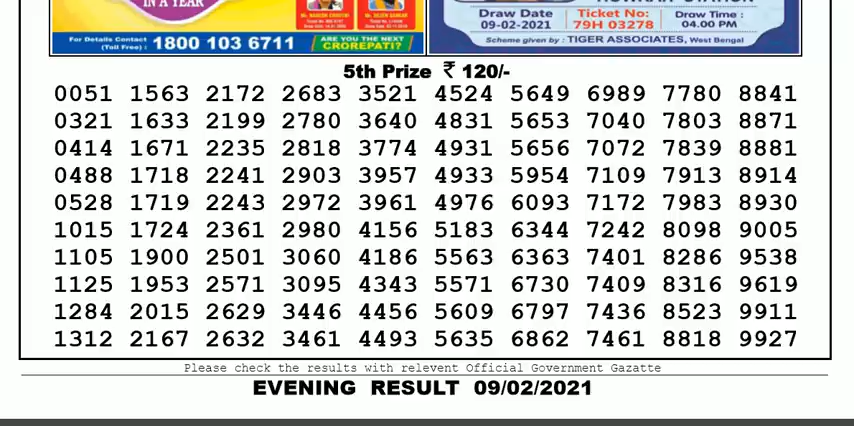 IN A YEAR
For Details Contact (Toll Free) : 1800 103 6711
ARE YOU THE NEXT CROREPATI?
Draw Date 09-02-2021
Ticket No: 79H 03278
Draw Time : 04.00 PM
Scheme given by : TIGER ASSOCIATES, West Bengal
5th Prize ₹ 120/-
0051 1563 2172 2683 3521 4524 5649 6989 7780 8841
0321 1633 2199 2780 3640 4831 5653 7040 7803 8871
0414 1671 2235 2818 3774 4931 5656 7072 7839 8881
0488 1718 2241 2903 3957 4933 5954 7109 7913 8914
0528 1719 2243 2972 3961 4976 6093 7172 7983 8930
1015 1724 2361 2980 4156 5183 6344 7242 8098 9005
1105 1900 2501 3060 4186 5563 6363 7401 8286 9538
1125 1953 2571 3095 4343 5571 6730 7409 8316 9619
1284 2015 2629 3446 4456 5609 6797 7436 8523 9911
1312 2167 2632 3461 4493 5635 6862 7461 8818 9927
Please check the results with relevent Official Government Gazatte
EVENING RESULT 09/02/2021